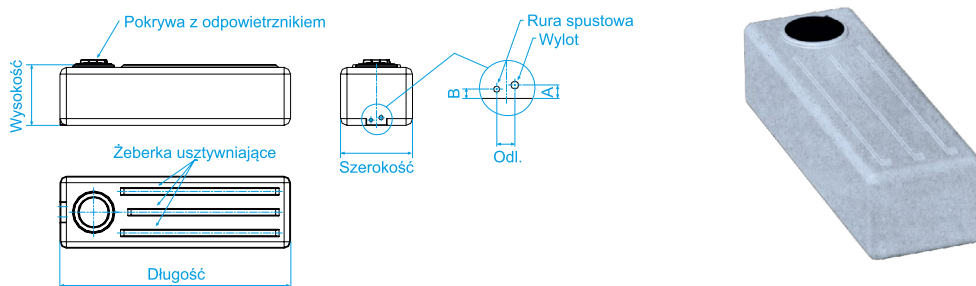 Pokrywa z odpowietrznikiem
Wysokość
Żeberka usztywniające
Długość
Szerokość
Rura spustowa
Wylot
B
A
Odl.